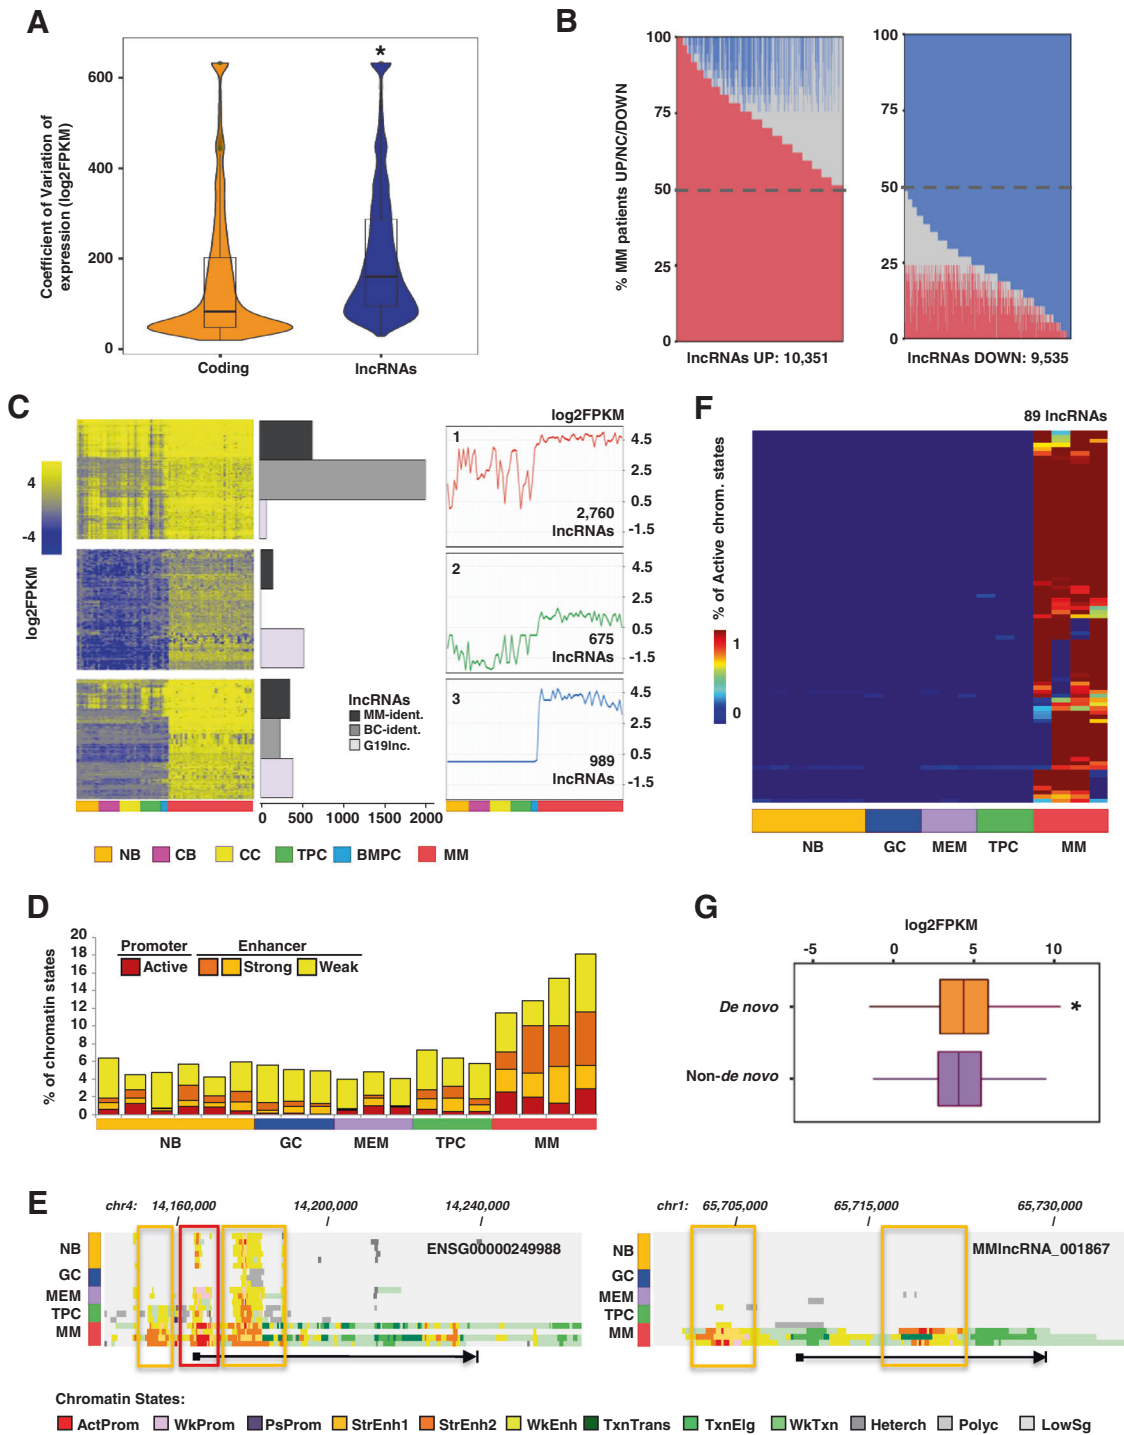 A
Coefficient of Variation of
expression (log2FPKM)
600
400
200
0
*
Coding
lncRNAs
B
% MM patients UP/NC/DOWN
100
75
50
25
0
lncRNAs UP: 10,351
100
75
50
25
0
lncRNAs DOWN: 9,535
C
4
-4
log2FPKM
lncRNAs
MM-ident.
BC-ident.
G19lnc.
0
500
1000
1500
2000
log2FPKM
1
4.5
2.5
0.5
-1.5
2,760
lncRNAs
2
4.5
2.5
0.5
-1.5
675
lncRNAs
3
4.5
2.5
0.5
-1.5
989
lncRNAs
NB
CB
CC
TPC
BMPC
MM
F
89 lncRNAs
% of Active chrom. states
1
0
NB
GC
MEM
TPC
MM
D
% of chromatin states
20
18
16
14
12
10
8
6
4
2
0
Promoter
Enhancer
Active
Strong
Weak
NB
GC
MEM
TPC
MM
G
log2FPKM
-5
0
5
10
De novo
*
Non-de novo
E
chr4:
14,160,000
14,200,000
14,240,000
NB
GC
MEM
TPC
MM
ENSG00000249988
chr1:
65,705,000
65,715,000
65,730,000
NB
GC
MEM
TPC
MM
MMlncRNA_001867
Chromatin States:
ActProm
WkProm
PsProm
StrEnh1
StrEnh2
WkEnh
TxnTrans
TxnElg
WkTxn
Heterch
Polyc
LowSg